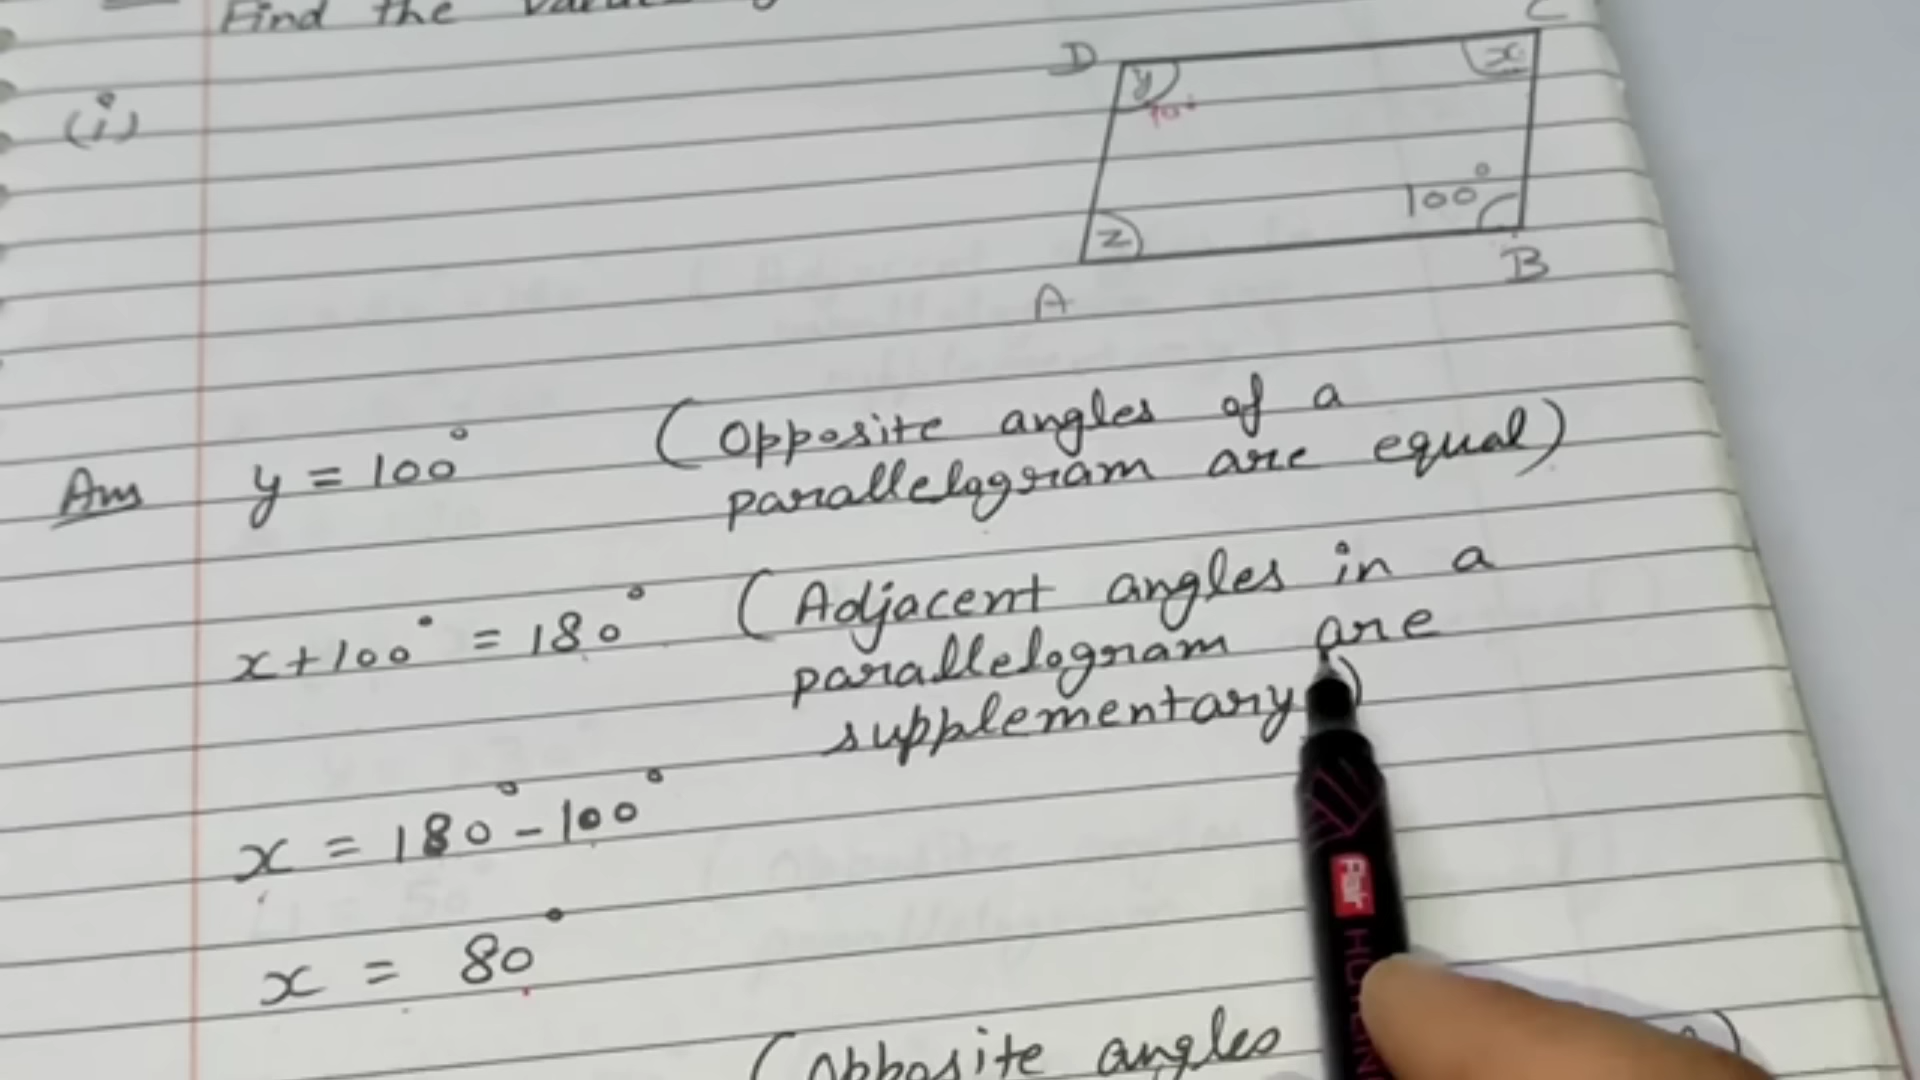 Find the
(i)
D
C
y
x
100°
z
B
A
Ans y = 100° (Opposite angles of a
parallelogram are equal)
x+100° = 180° (Adjacent angles in a
parallelogram are
supplementary)
x = 180° - 100°
x = 80°
(Opposite angles
Flair